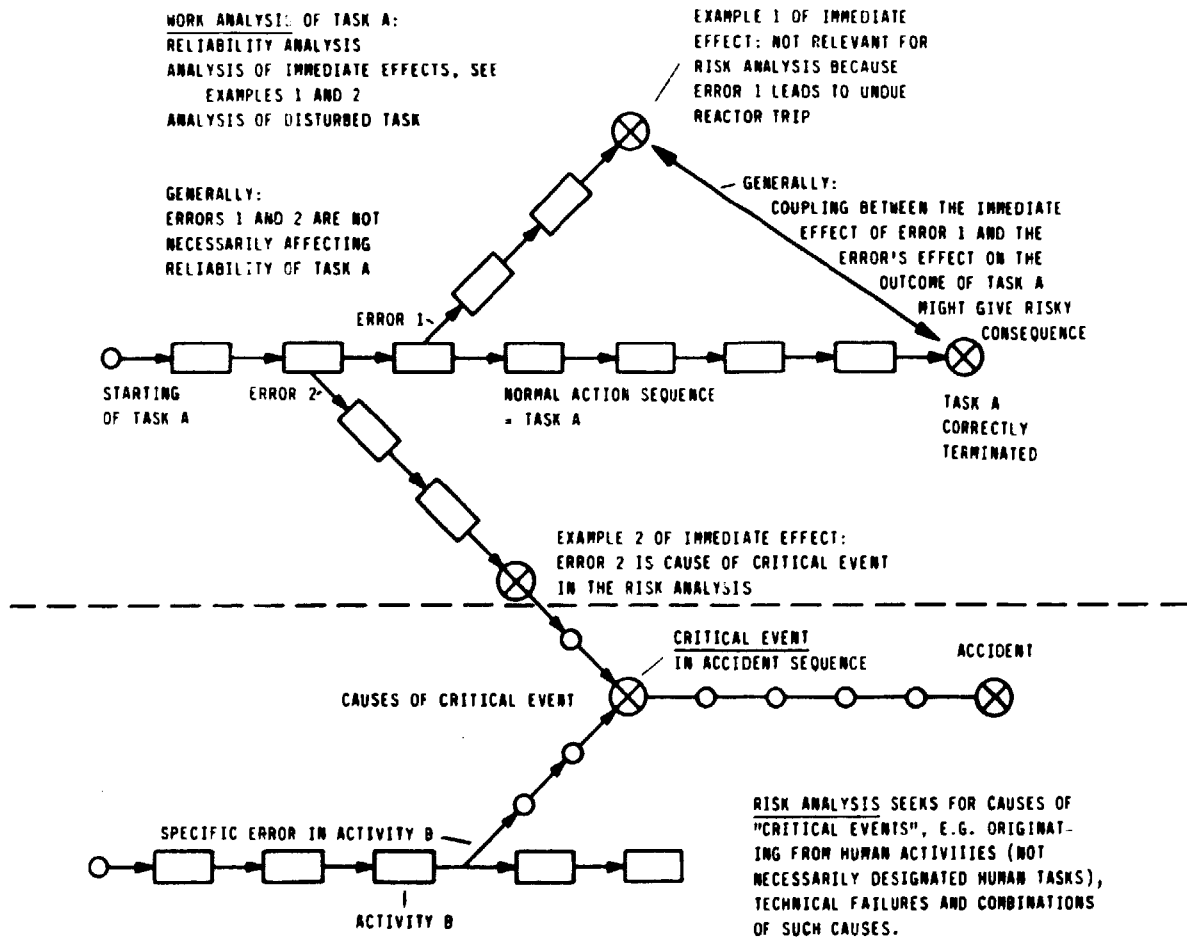 WORK ANALYSIS OF TASK A:
RELIABILITY ANALYSIS
ANALYSIS OF IMMEDIATE EFFECTS, SEE
EXAMPLES 1 AND 2
ANALYSIS OF DISTURBED TASK
EXAMPLE 1 OF IMMEDIATE
EFFECT: NOT RELEVANT FOR
RISK ANALYSIS BECAUSE
ERROR 1 LEADS TO UNDUE
REACTOR TRIP
GENERALLY:
ERRORS 1 AND 2 ARE NOT
NECESSARILY AFFECTING
RELIABILITY OF TASK A
GENERALLY:
COUPLING BETWEEN THE IMMEDIATE
EFFECT OF ERROR 1 AND THE
ERROR'S EFFECT ON THE
OUTCOME OF TASK A
MIGHT GIVE RISKY
CONSEQUENCE
ERROR 1
STARTING
OF TASK A
ERROR 2
NORMAL ACTION SEQUENCE
= TASK A
TASK A
CORRECTLY
TERMINATED
EXAMPLE 2 OF IMMEDIATE EFFECT:
ERROR 2 IS CAUSE OF CRITICAL EVENT
IN THE RISK ANALYSIS
CRITICAL EVENT
IN ACCIDENT SEQUENCE
ACCIDENT
CAUSES OF CRITICAL EVENT
SPECIFIC ERROR IN ACTIVITY B
ACTIVITY B
RISK ANALYSIS SEEKS FOR CAUSES OF
"CRITICAL EVENTS", E.G. ORIGINAT-
ING FROM HUMAN ACTIVITIES (NOT
NECESSARILY DESIGNATED HUMAN TASKS),
TECHNICAL FAILURES AND COMBINATIONS
OF SUCH CAUSES.